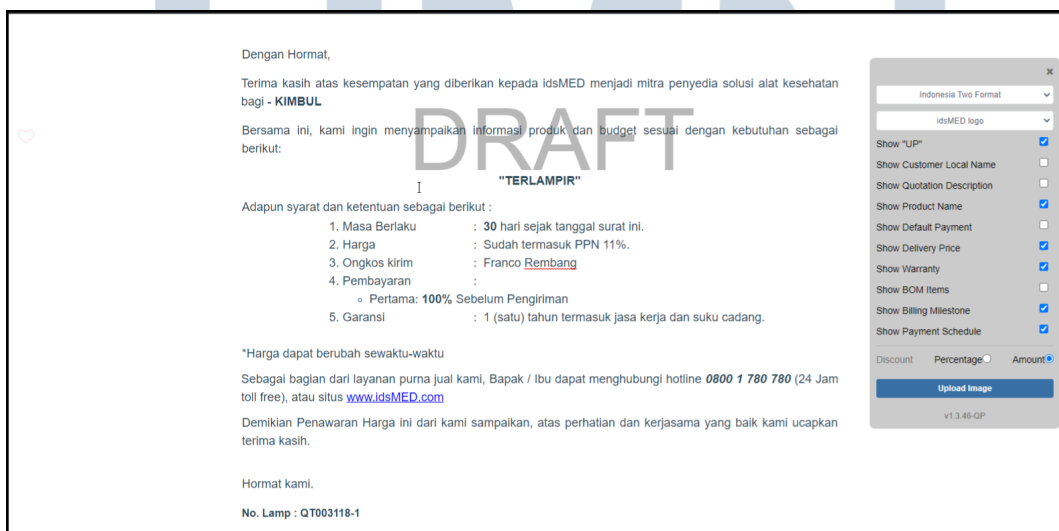 Dengan Hormat,
Terima kasih atas kesempatan yang diberikan kepada idsMED menjadi mitra penyedia solusi alat kesehatan
bagi - KIMBUL
Bersama ini, kami ingin menyampaikan informasi produk dan budget sesuai dengan kebutuhan sebagai
berikut:
DRAFT
"TERLAMPIR"
Adapun syarat dan ketentuan sebagai berikut :
1. Masa Berlaku : 30 hari sejak tanggal surat ini.
2. Harga : Sudah termasuk PPN 11%.
3. Ongkos kirim : Franco Rembang
4. Pembayaran :
Pertama: 100% Sebelum Pengiriman
5. Garansi : 1 (satu) tahun termasuk jasa kerja dan suku cadang.
*Harga dapat berubah sewaktu-waktu
Sebagai bagian dari layanan purna jual kami, Bapak / Ibu dapat menghubungi hotline 0800 1 780 780 (24 Jam
toll free), atau situs www.idsMED.com
Demikian Penawaran Harga ini dari kami sampaikan, atas perhatian dan kerjasama yang baik kami ucapkan
terima kasih.
Hormat kami.
No. Lamp : QT003118-1
Indonesia Two Format
idsMED logo
Show "UP"
Show Customer Local Name
Show Quotation Description
Show Product Name
Show Default Payment
Show Delivery Price
Show Warranty
Show BOM Items
Show Billing Milestone
Show Payment Schedule
Discount Percentage Amount
Upload Image
v1.3.46-QP